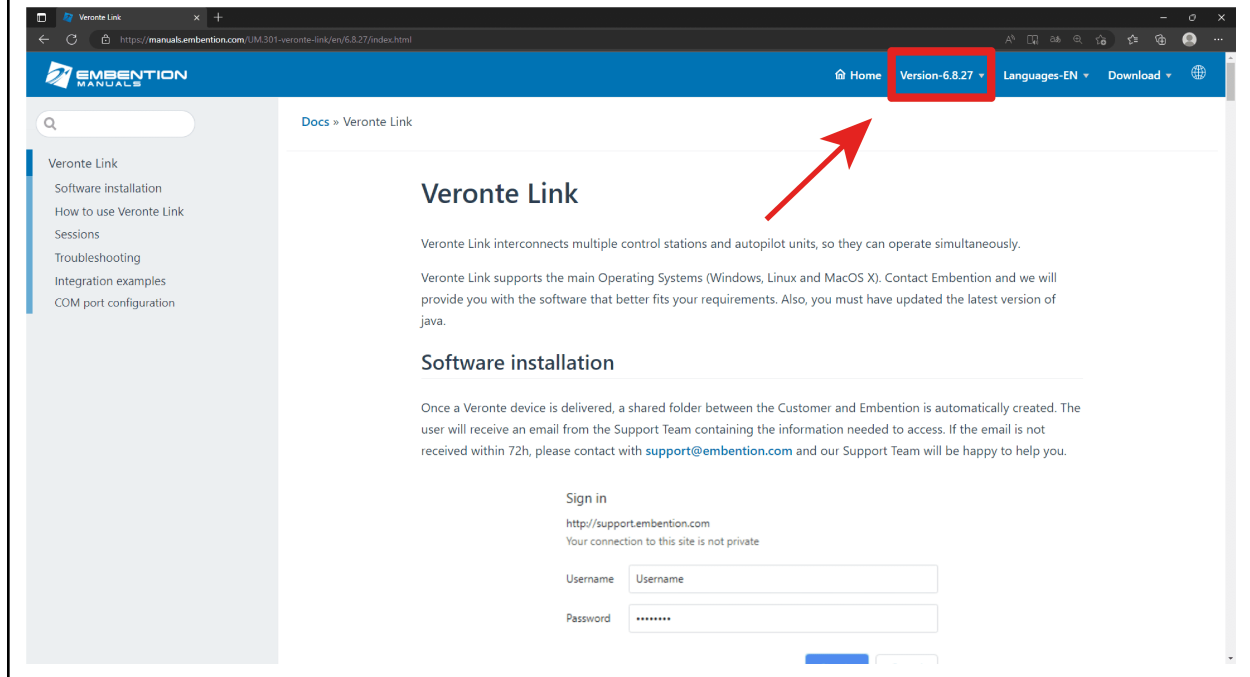 Veronte Link
https://manuals.embention.com/UM.301-veronte-link/en/6.8.27/index.html
EMBENTION
MANUALS
Home
Version-6.8.27
Languages-EN
Download
Docs » Veronte Link
Veronte Link
Software installation
How to use Veronte Link
Sessions
Troubleshooting
Integration examples
COM port configuration
Veronte Link
Veronte Link interconnects multiple control stations and autopilot units, so they can operate simultaneously.
Veronte Link supports the main Operating Systems (Windows, Linux and MacOS X). Contact Embention and we will
provide you with the software that better fits your requirements. Also, you must have updated the latest version of
java.
Software installation
Once a Veronte device is delivered, a shared folder between the Customer and Embention is automatically created. The
user will receive an email from the Support Team containing the information needed to access. If the email is not
received within 72h, please contact with support@embention.com and our Support Team will be happy to help you.
Sign in
http://support.embention.com
Your connection to this site is not private
Username
Username
Password
••••••••